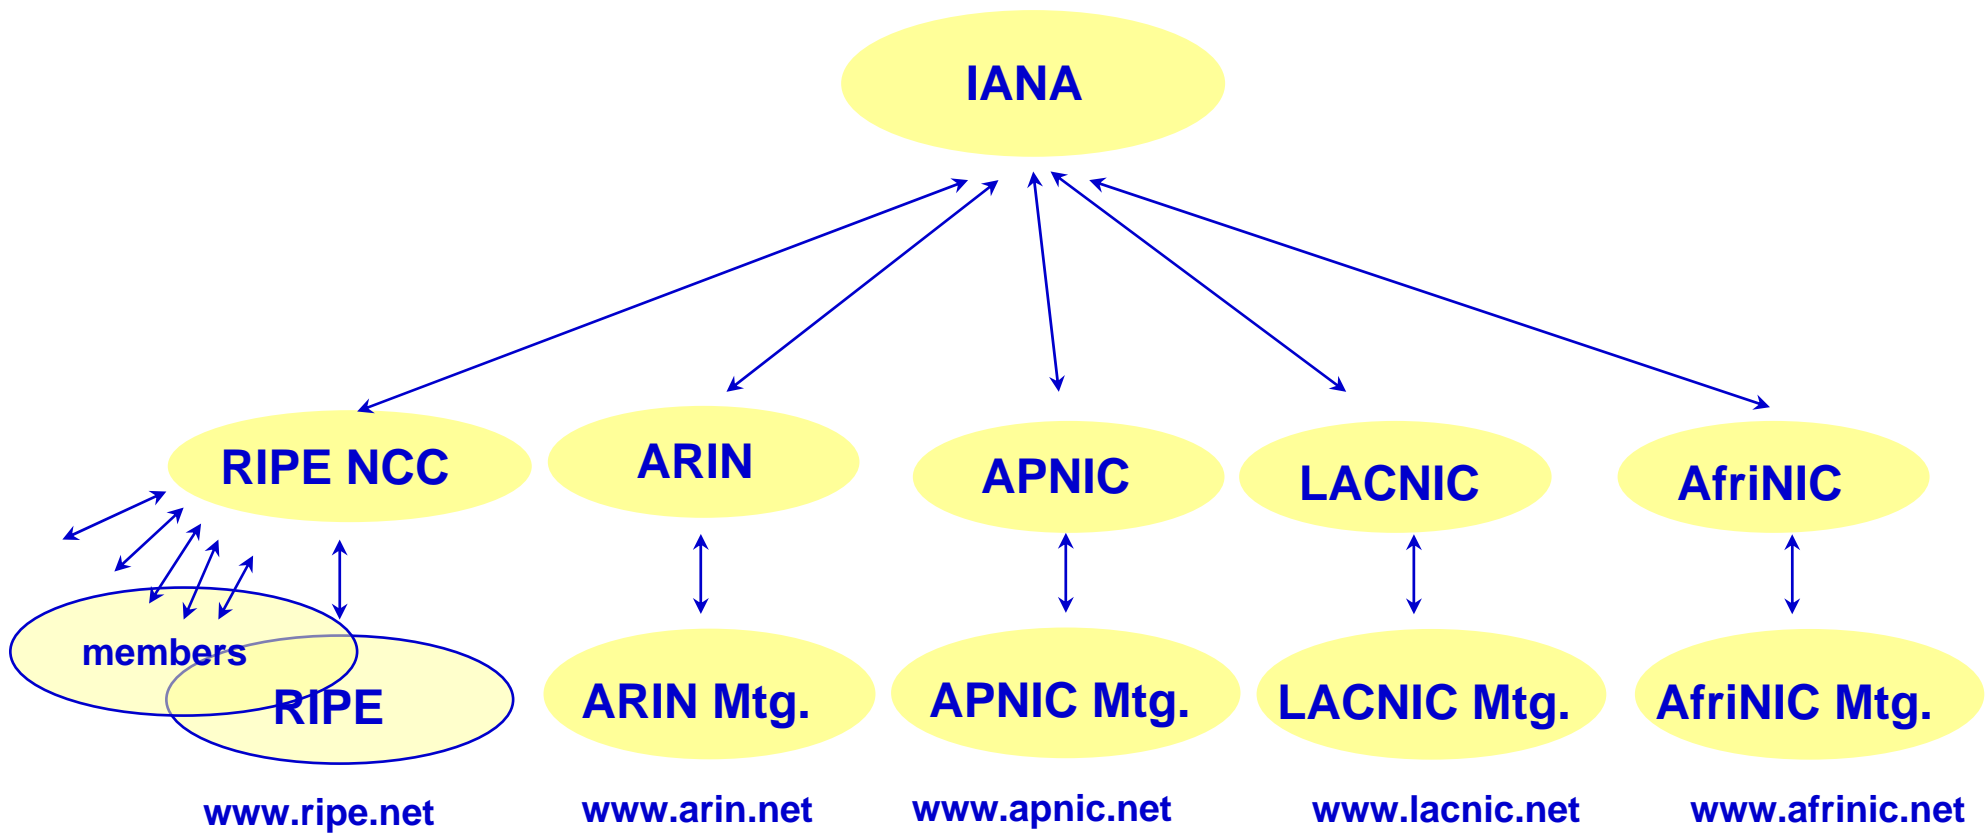 IANA
RIPE NCC
ARIN
APNIC
LACNIC
AfriNIC
members
RIPE
ARIN Mtg.
APNIC Mtg.
LACNIC Mtg.
AfriNIC Mtg.
www.ripe.net
www.arin.net
www.apnic.net
www.lacnic.net
www.afrinic.net